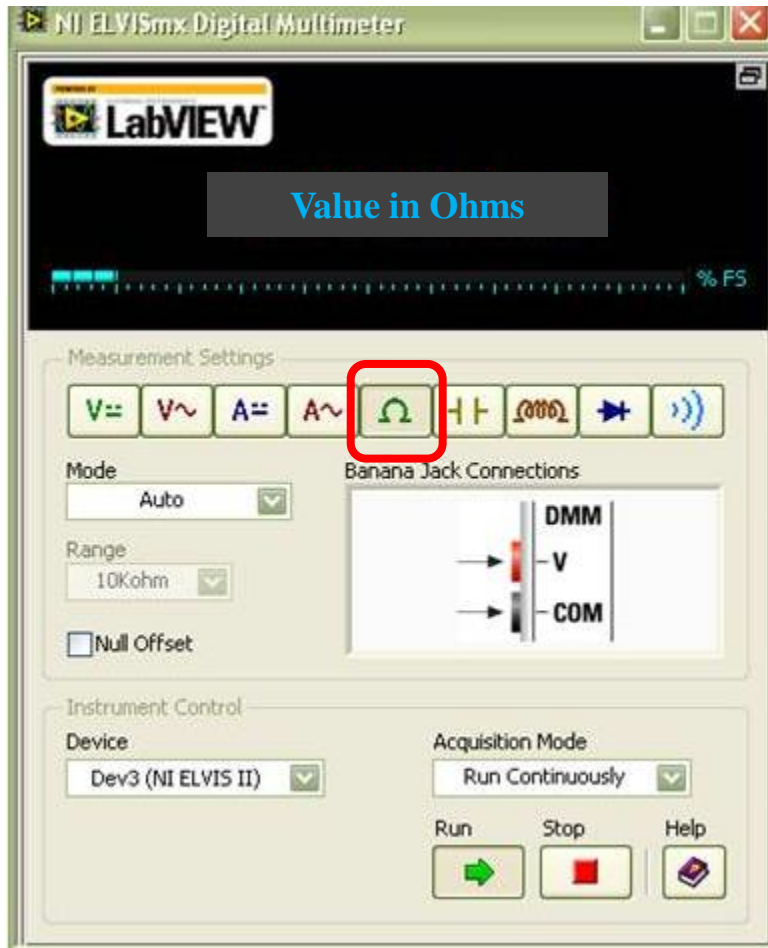 NI ELVISmx Digital Multimeter
LabVIEW
Value in Ohms
% FS
Measurement Settings
V V A A Ω
Mode
Auto
Banana Jack Connections
DMM
V
COM
Range
10Kohm
Null Offset
Instrument Control
Device
Acquisition Mode
Dev3 (NI ELVIS II)
Run Continuously
Run Stop Help